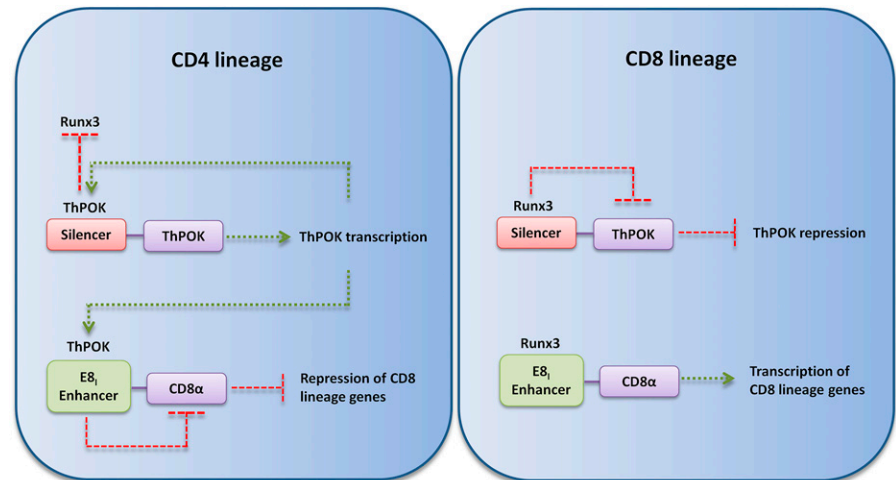 CD4 lineage
Runx3
ThPOK
Silencer
ThPOK
ThPOK transcription
ThPOK
E8I
Enhancer
CD8α
Repression of CD8
lineage genes
CD8 lineage
Runx3
Silencer
ThPOK
ThPOK repression
Runx3
E8I
Enhancer
CD8α
Transcription of
CD8 lineage genes